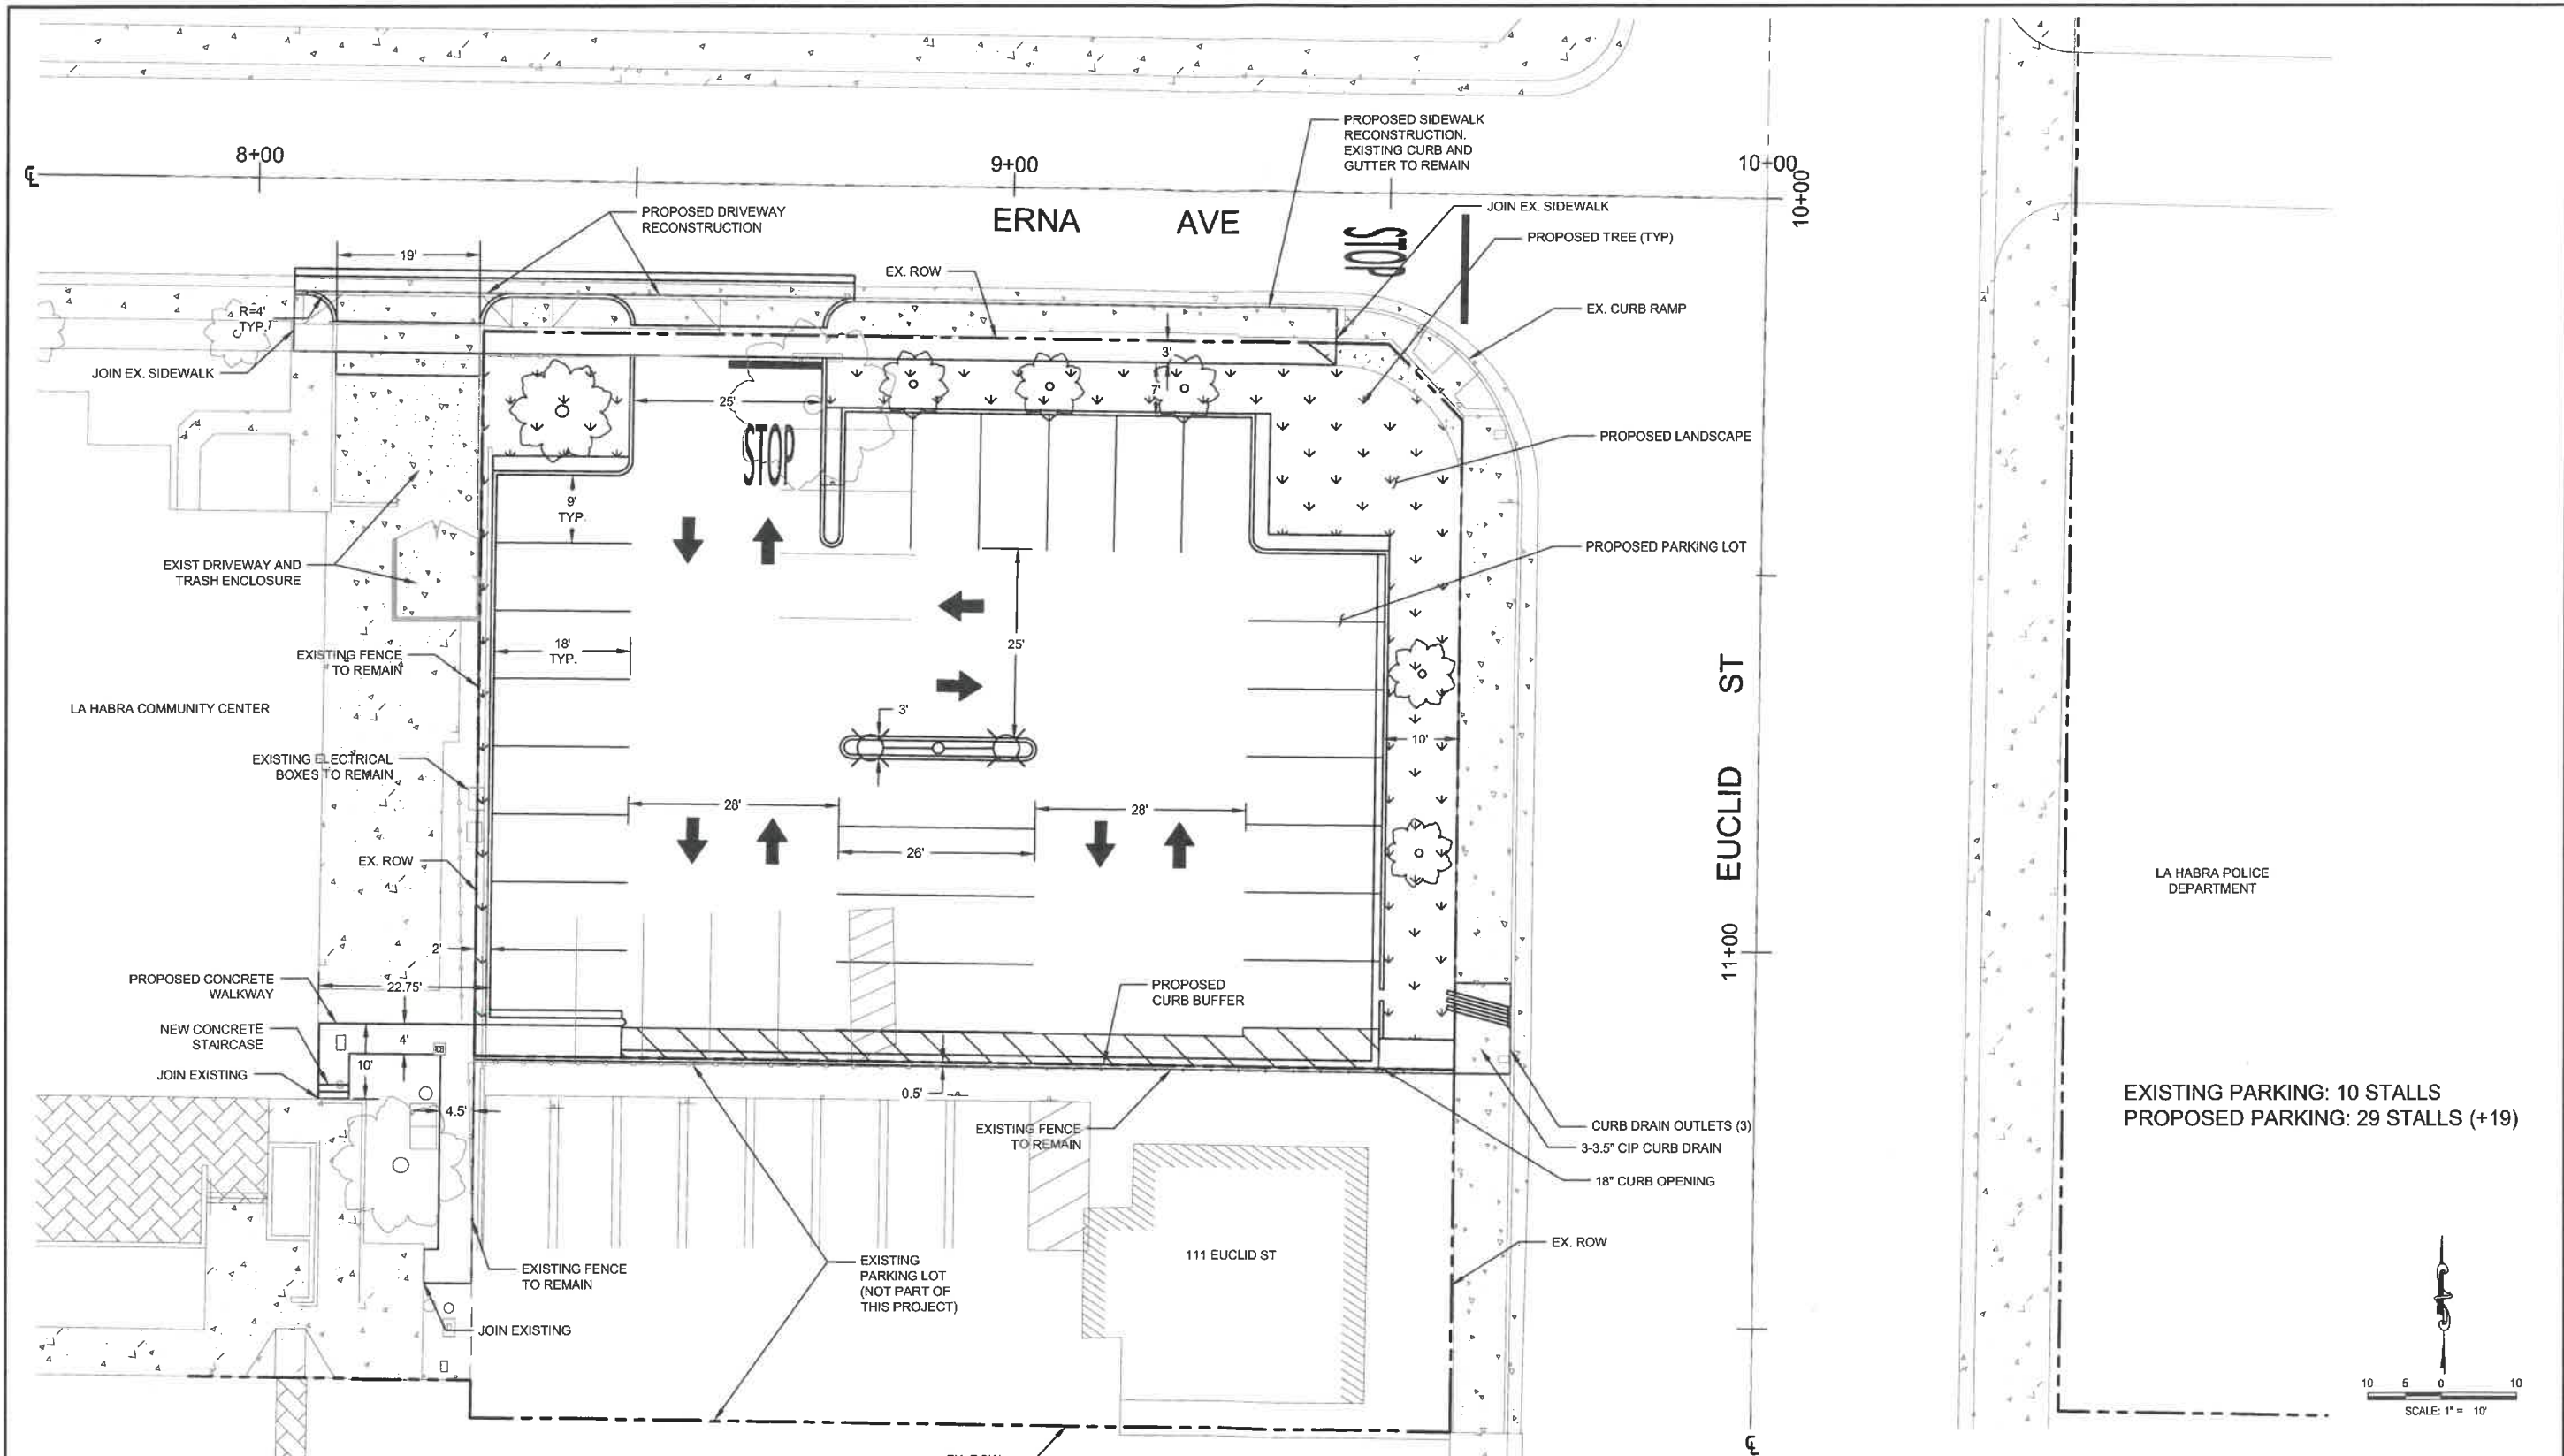 PROPOSED SIDEWALK
RECONSTRUCTION.
EXISTING CURB AND
GUTTER TO REMAIN
8+00
9+00
10+00
10+00
℄
PROPOSED DRIVEWAY
RECONSTRUCTION
ERNA AVE
JOIN EX. SIDEWALK
STOP
PROPOSED TREE (TYP)
19'
EX. ROW
EX. CURB RAMP
R=4'
TYP.
3'
JOIN EX. SIDEWALK
7'
25'
STOP
PROPOSED LANDSCAPE
9'
TYP.
PROPOSED PARKING LOT
EXIST DRIVEWAY AND
TRASH ENCLOSURE
25'
18'
TYP.
EXISTING FENCE
TO REMAIN
LA HABRA COMMUNITY CENTER
3'
EUCLID ST
10'
EXISTING ELECTRICAL
BOXES TO REMAIN
28'
28'
26'
EX. ROW
LA HABRA POLICE
DEPARTMENT
2'
11+00
PROPOSED CONCRETE
WALKWAY
22.75'
PROPOSED
CURB BUFFER
NEW CONCRETE
STAIRCASE
4'
10'
JOIN EXISTING
0.5'
4.5'
EXISTING FENCE
TO REMAIN
EXISTING PARKING: 10 STALLS
PROPOSED PARKING: 29 STALLS (+19)
CURB DRAIN OUTLETS (3)
3-3.5" CIP CURB DRAIN
18" CURB OPENING
EX. ROW
111 EUCLID ST
EXISTING FENCE
TO REMAIN
EXISTING
PARKING LOT
(NOT PART OF
THIS PROJECT)
JOIN EXISTING
10 5 0 10
SCALE: 1" = 10'
℄